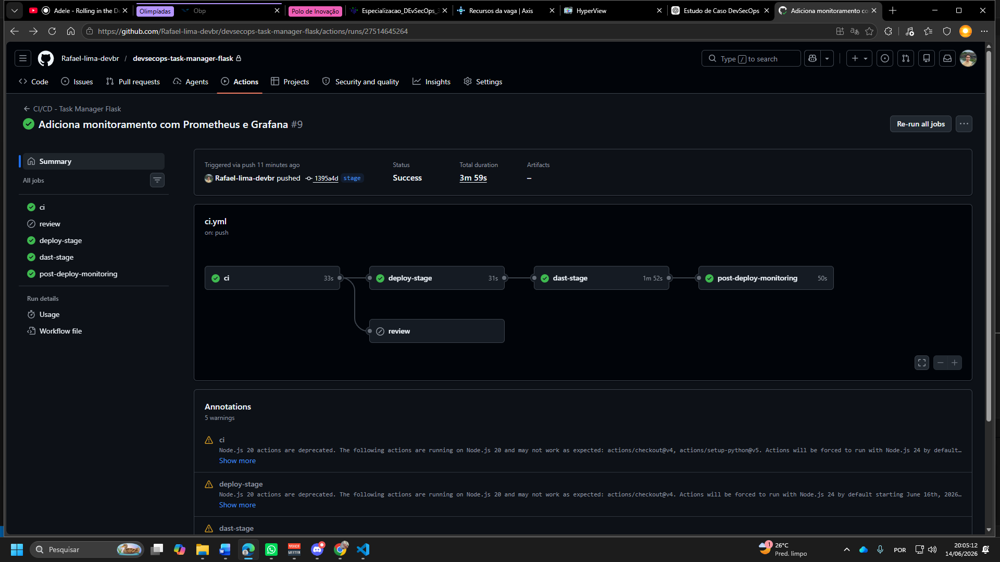 Adele - Rolling in the De
Olimpíadas
Obp
Polo de Inovação
Especializacao_DEvSecOps_3
Recursos da vaga | Axis
HyperView
Estudo de Caso DevSecOps
Adiciona monitoramento co
https://github.com/Rafael-lima-devbr/devsecops-task-manager-flask/actions/runs/27514645264
Rafael-lima-devbr / devsecops-task-manager-flask
Type / to search
Code
Issues
Pull requests
Agents
Actions
Projects
Security and quality
Insights
Settings
CI/CD - Task Manager Flask
Adiciona monitoramento com Prometheus e Grafana #9
Re-run all jobs
Summary
All jobs
ci
review
deploy-stage
dast-stage
post-deploy-monitoring
Run details
Usage
Workflow file
Triggered via push 11 minutes ago
Rafael-lima-devbr pushed 1395a4d stage
Status
Success
Total duration
3m 59s
Artifacts
–
ci.yml
on: push
ci 33s
deploy-stage 31s
dast-stage 1m 52s
post-deploy-monitoring 50s
review
Annotations
5 warnings
ci
Node.js 20 actions are deprecated. The following actions are running on Node.js 20 and may not work as expected: actions/checkout@v4, actions/setup-python@v5. Actions will be forced to run with Node.js 24 by default…
Show more
deploy-stage
Node.js 20 actions are deprecated. The following actions are running on Node.js 20 and may not work as expected: actions/checkout@v4. Actions will be forced to run with Node.js 24 by default starting June 16th, 2026…
Show more
dast-stage
Pesquisar
VOICE
MEETER
1
26°C
Pred. limpo
POR
20:05:12
14/06/2026